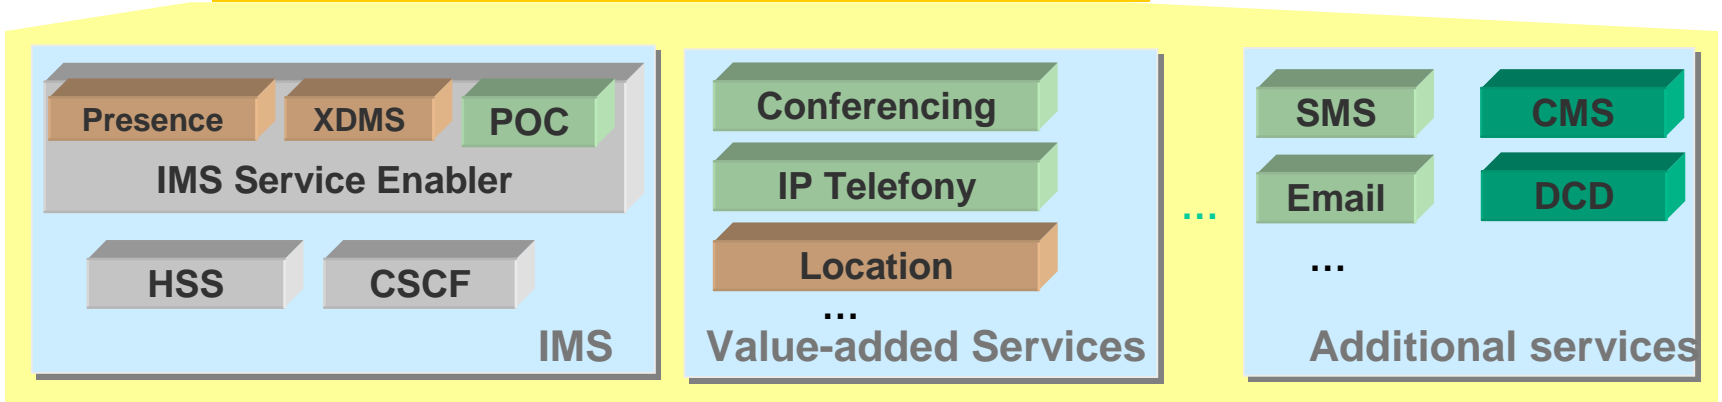 Presence
XDMS
POC
IMS Service Enabler
HSS
CSCF
IMS
Conferencing
IP Telefony
Location
...
Value-added Services
...
SMS
CMS
Email
DCD
...
Additional services